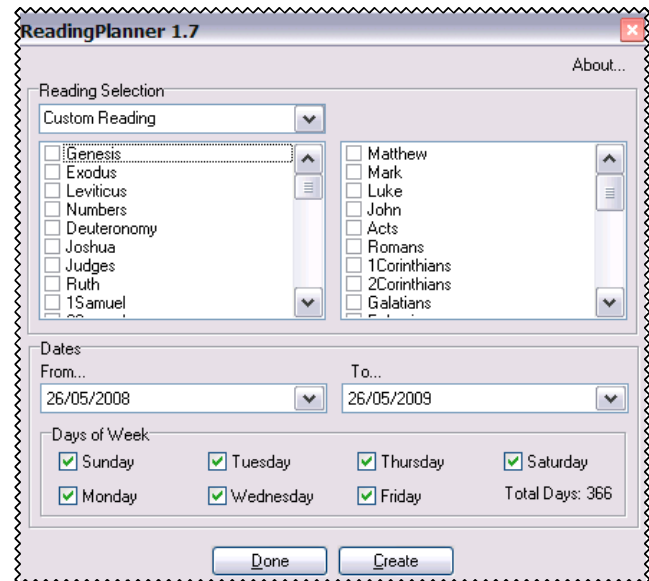 ReadingPlanner 1.7
About...
Reading Selection
Custom Reading
Genesis
Exodus
Leviticus
Numbers
Deuteronomy
Joshua
Judges
Ruth
1Samuel
Matthew
Mark
Luke
John
Acts
Romans
1Corinthians
2Corinthians
Galatians
Dates
From...
To...
26/05/2008
26/05/2009
Days of Week
Sunday
Tuesday
Thursday
Saturday
Monday
Wednesday
Friday
Total Days: 366
Done
Create